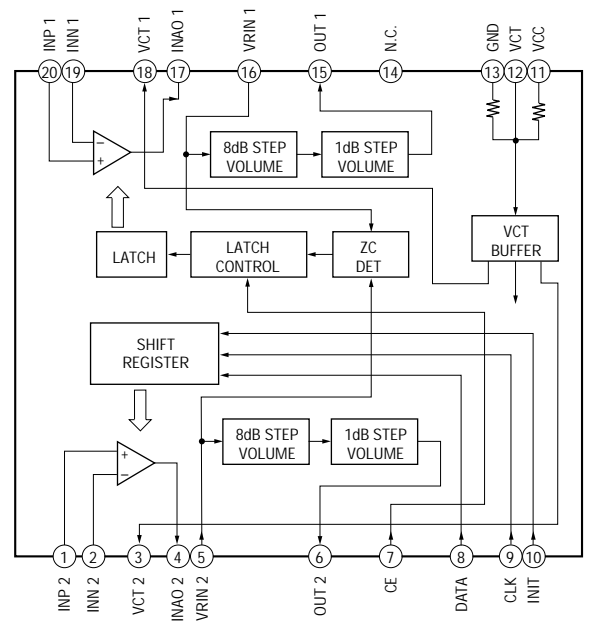 INP 1
INN 1
VCT 1
INAO 1
VRIN 1
OUT 1
N.C.
GND
VCT
VCC
20
19
18
17
16
15
14
13
12
11
−
+
8dB STEP
VOLUME
1dB STEP
VOLUME
VCT
BUFFER
LATCH
LATCH
CONTROL
ZC
DET
SHIFT
REGISTER
8dB STEP
VOLUME
1dB STEP
VOLUME
+
−
1
2
3
4
5
6
7
8
9
10
INP 2
INN 2
VCT 2
INAO 2
VRIN 2
OUT 2
CE
DATA
CLK
INIT